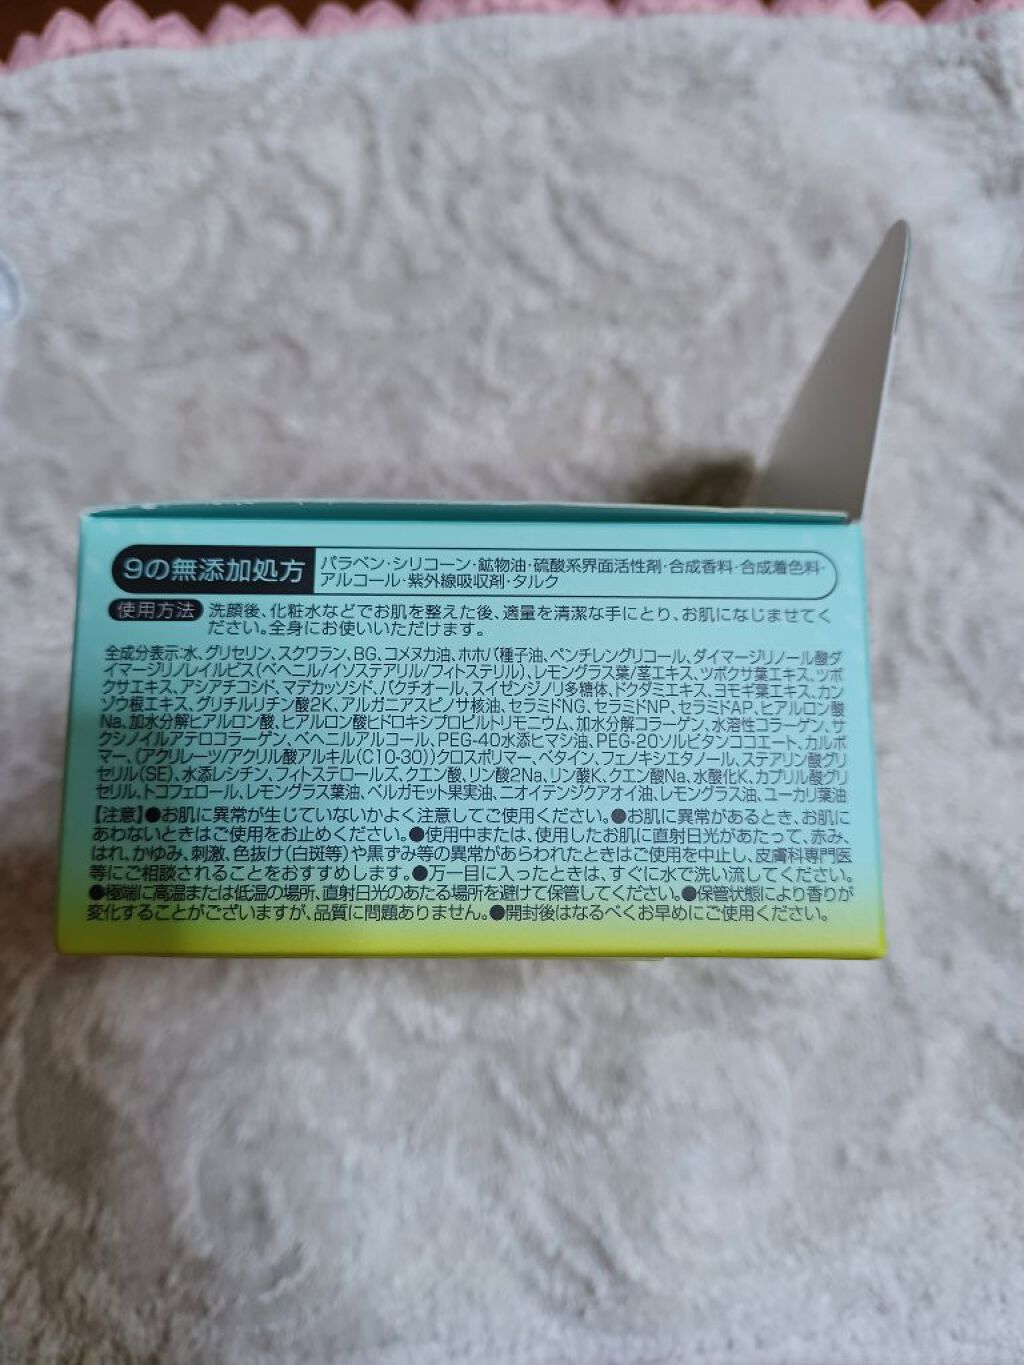 9の無添加処方
パラベン・シリコーン・鉱物油・硫酸系界面活性剤・合成香料・合成着色料・
アルコール・紫外線吸収剤・タルク
使用方法 洗顔後、化粧水などでお肌を整えた後、適量を清潔な手にとり、お肌になじませてく
ださい。全身にお使いいただけます。
全成分表示:水、グリセリン、スクワラン、BG、コメヌカ油、ホホバ種子油、ペンチレングリコール、ダイマージリノール酸ダ
イマージリノレイルビス(ベヘニル/イソステアリル/フィトステリル)、レモングラス葉/茎エキス、ツボクサ葉エキス、ツボ
クサエキス、アシアチコシド、マデカッソシド、バクチオール、スイゼンジノリ多糖体、ドクダミエキス、ヨモギ葉エキス、カン
ゾウ根エキス、グリチルリチン酸2K、アルガニアスピノサ核油、セラミドNG、セラミドNP、セラミドAP、ヒアルロン酸
Na、加水分解ヒアルロン酸、ヒアルロン酸ヒドロキシプロピルトリモニウム、加水分解コラーゲン、水溶性コラーゲン、サ
クシノイルアテロコラーゲン、ベヘニルアルコール、PEG-40水添ヒマシ油、PEG-20ソルビタンココエート、カルボ
マー、(アクリレーツ/アクリル酸アルキル(C10-30))クロスポリマー、ベタイン、フェノキシエタノール、ステアリン酸グリ
セリル(SE)、水添レシチン、フィトステロールズ、クエン酸、リン酸2Na、リン酸K、クエン酸Na、水酸化K、カプリル酸グリ
セリル、トコフェロール、レモングラス葉油、ベルガモット果実油、ニオイテンジクアオイ油、レモングラス油、ユーカリ葉油
【注意】●お肌に異常が生じていないかよく注意してご使用ください。●お肌に異常があるとき、お肌に
あわないときはご使用をお止めください。●使用中または、使用したお肌に直射日光があたって、赤み、
はれ、かゆみ、刺激、色抜け(白斑等)や黒ずみ等の異常があらわれたときはご使用を中止し、皮膚科専門医
等にご相談されることをおすすめします。●万一目に入ったときは、すぐに水で洗い流してください。
●極端に高温または低温の場所、直射日光のあたる場所を避けて保管してください。●保管状態により香りが
変化することがございますが、品質に問題ありません。●開封後はなるべくお早めにご使用ください。